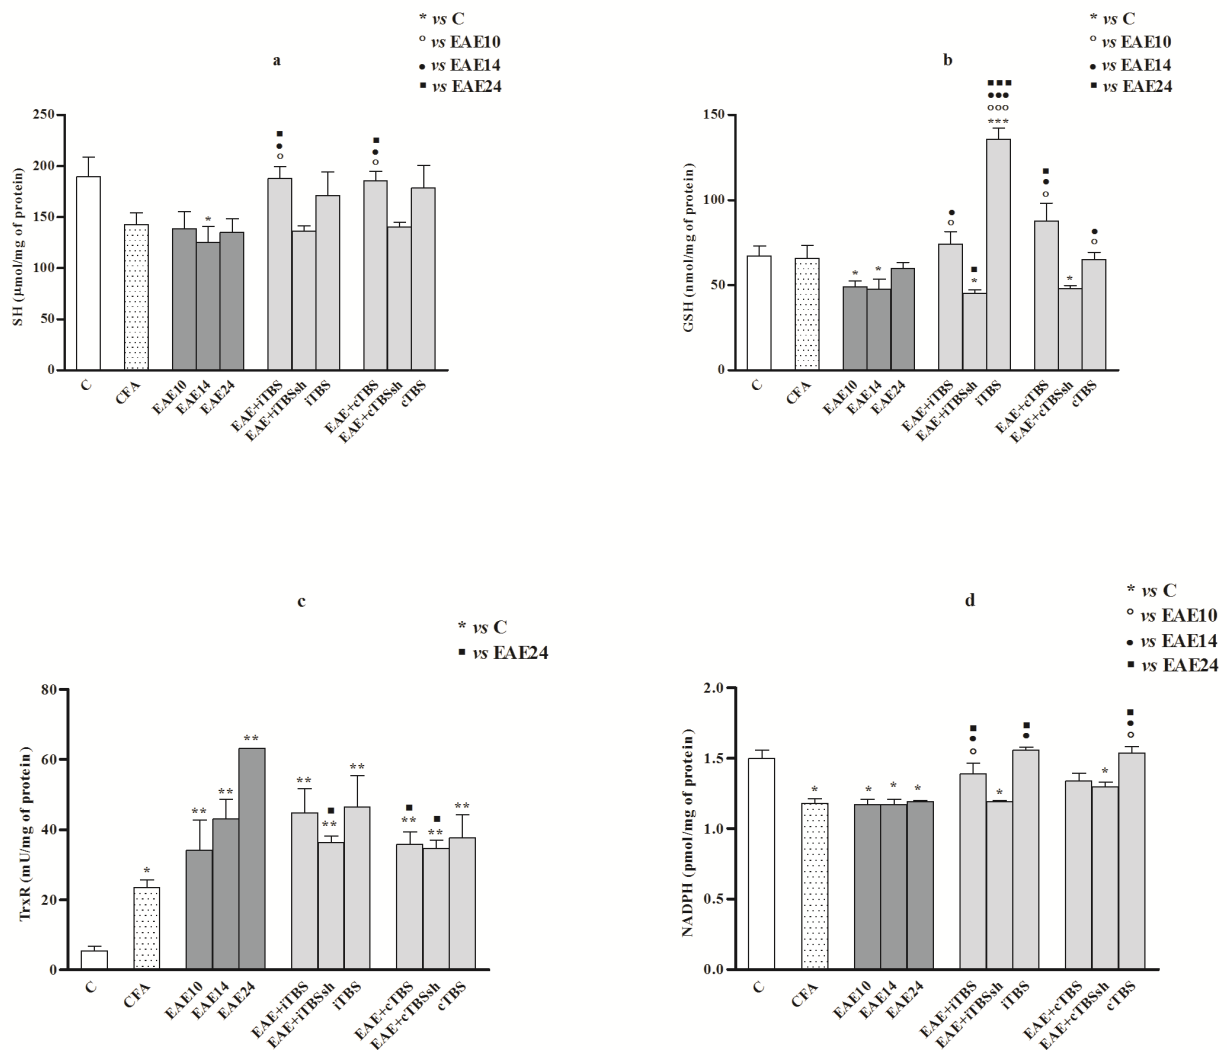 * vs C
○ vs EAE10
● vs EAE14
■ vs EAE24
a
SH (µmol/mg of protein)
250
200
150
100
50
0
*
■
●
○
■
●
○
C
CFA
EAE10
EAE14
EAE24
EAE+iTBS
EAE+iTBSsh
iTBS
EAE+cTBS
EAE+cTBSsh
cTBS
* vs C
○ vs EAE10
● vs EAE14
■ vs EAE24
b
GSH (nmol/mg of protein)
150
100
50
0
*
*
●
○
■
*
■■■
●●●
○○○
***
■
●
○
*
●
○
C
CFA
EAE10
EAE14
EAE24
EAE+iTBS
EAE+iTBSsh
iTBS
EAE+cTBS
EAE+cTBSsh
cTBS
c
* vs C
■ vs EAE24
TrxR (mU/mg of protein)
80
60
40
20
0
*
**
**
**
**
■
**
**
■
**
■
**
**
C
CFA
EAE10
EAE14
EAE24
EAE+iTBS
EAE+iTBSsh
iTBS
EAE+cTBS
EAE+cTBSsh
cTBS
d
* vs C
○ vs EAE10
● vs EAE14
■ vs EAE24
NADPH (pmol/mg of protein)
2.0
1.5
1.0
0.5
0.0
*
*
*
*
■
●
○
*
■
●
*
■
●
○
C
CFA
EAE10
EAE14
EAE24
EAE+iTBS
EAE+iTBSsh
iTBS
EAE+cTBS
EAE+cTBSsh
cTBS